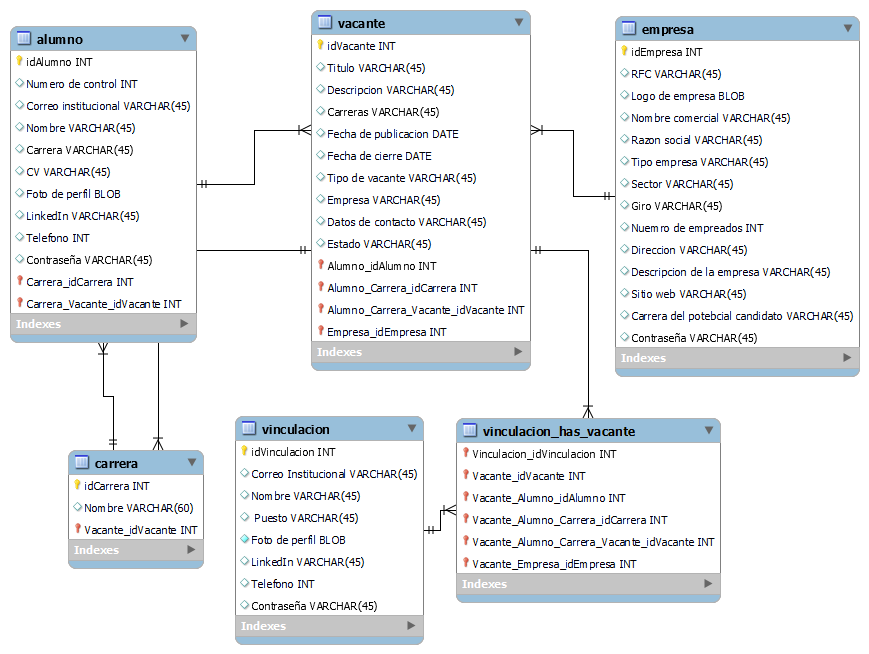 alumno
idAlumno INT
Numero de control INT
Correo institucional VARCHAR(45)
Nombre VARCHAR(45)
Carrera VARCHAR(45)
CV VARCHAR(45)
Foto de perfil BLOB
LinkedIn VARCHAR(45)
Telefono INT
Contraseña VARCHAR(45)
Carrera_idCarrera INT
Carrera_Vacante_idVacante INT
Indexes
vacante
idVacante INT
Titulo VARCHAR(45)
Descripcion VARCHAR(45)
Carreras VARCHAR(45)
Fecha de publicacion DATE
Fecha de cierre DATE
Tipo de vacante VARCHAR(45)
Empresa VARCHAR(45)
Datos de contacto VARCHAR(45)
Estado VARCHAR(45)
Alumno_idAlumno INT
Alumno_Carrera_idCarrera INT
Alumno_Carrera_Vacante_idVacante INT
Empresa_idEmpresa INT
Indexes
empresa
idEmpresa INT
RFC VARCHAR(45)
Logo de empresa BLOB
Nombre comercial VARCHAR(45)
Razon social VARCHAR(45)
Tipo empresa VARCHAR(45)
Sector VARCHAR(45)
Giro VARCHAR(45)
Nuemro de empreados INT
Direccion VARCHAR(45)
Descripcion de la empresa VARCHAR(45)
Sitio web VARCHAR(45)
Carrera del potebcial candidato VARCHAR(45)
Contraseña VARCHAR(45)
Indexes
carrera
idCarrera INT
Nombre VARCHAR(60)
Vacante_idVacante INT
Indexes
vinculacion
idVinculacion INT
Correo Institucional VARCHAR(45)
Nombre VARCHAR(45)
Puesto VARCHAR(45)
Foto de perfil BLOB
LinkedIn VARCHAR(45)
Telefono INT
Contraseña VARCHAR(45)
Indexes
vinculacion_has_vacante
Vinculacion_idVinculacion INT
Vacante_idVacante INT
Vacante_Alumno_idAlumno INT
Vacante_Alumno_Carrera_idCarrera INT
Vacante_Alumno_Carrera_Vacante_idVacante INT
Vacante_Empresa_idEmpresa INT
Indexes